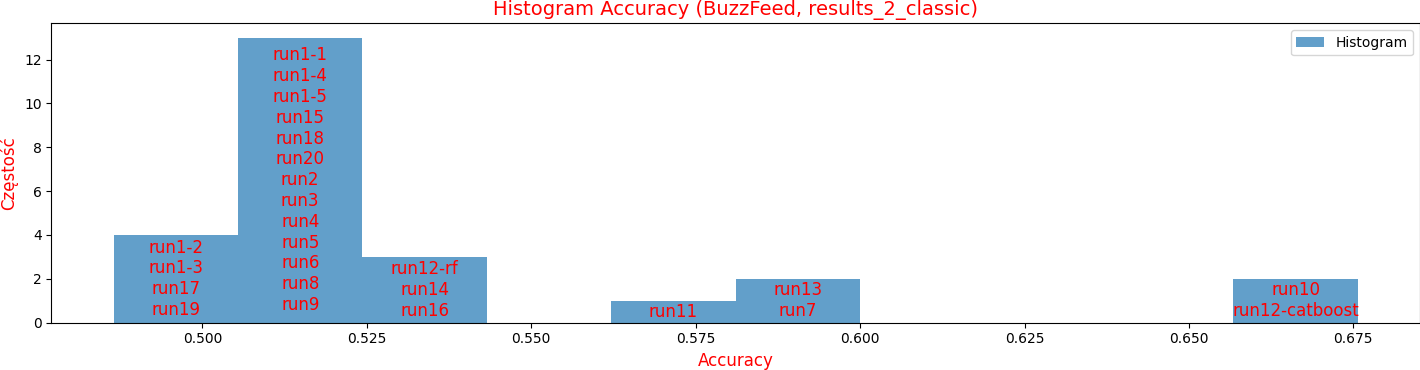 Histogram Accuracy (BuzzFeed, results_2_classic)
Histogram
Częstość
12
10
8
6
4
2
0
run1-2
run1-3
run17
run19
run1-1
run1-4
run1-5
run15
run18
run20
run2
run3
run4
run5
run6
run8
run9
run12-rf
run14
run16
run11
run13
run7
run10
run12-catboost
0.500 0.525 0.550 0.575 0.600 0.625 0.650 0.675
Accuracy